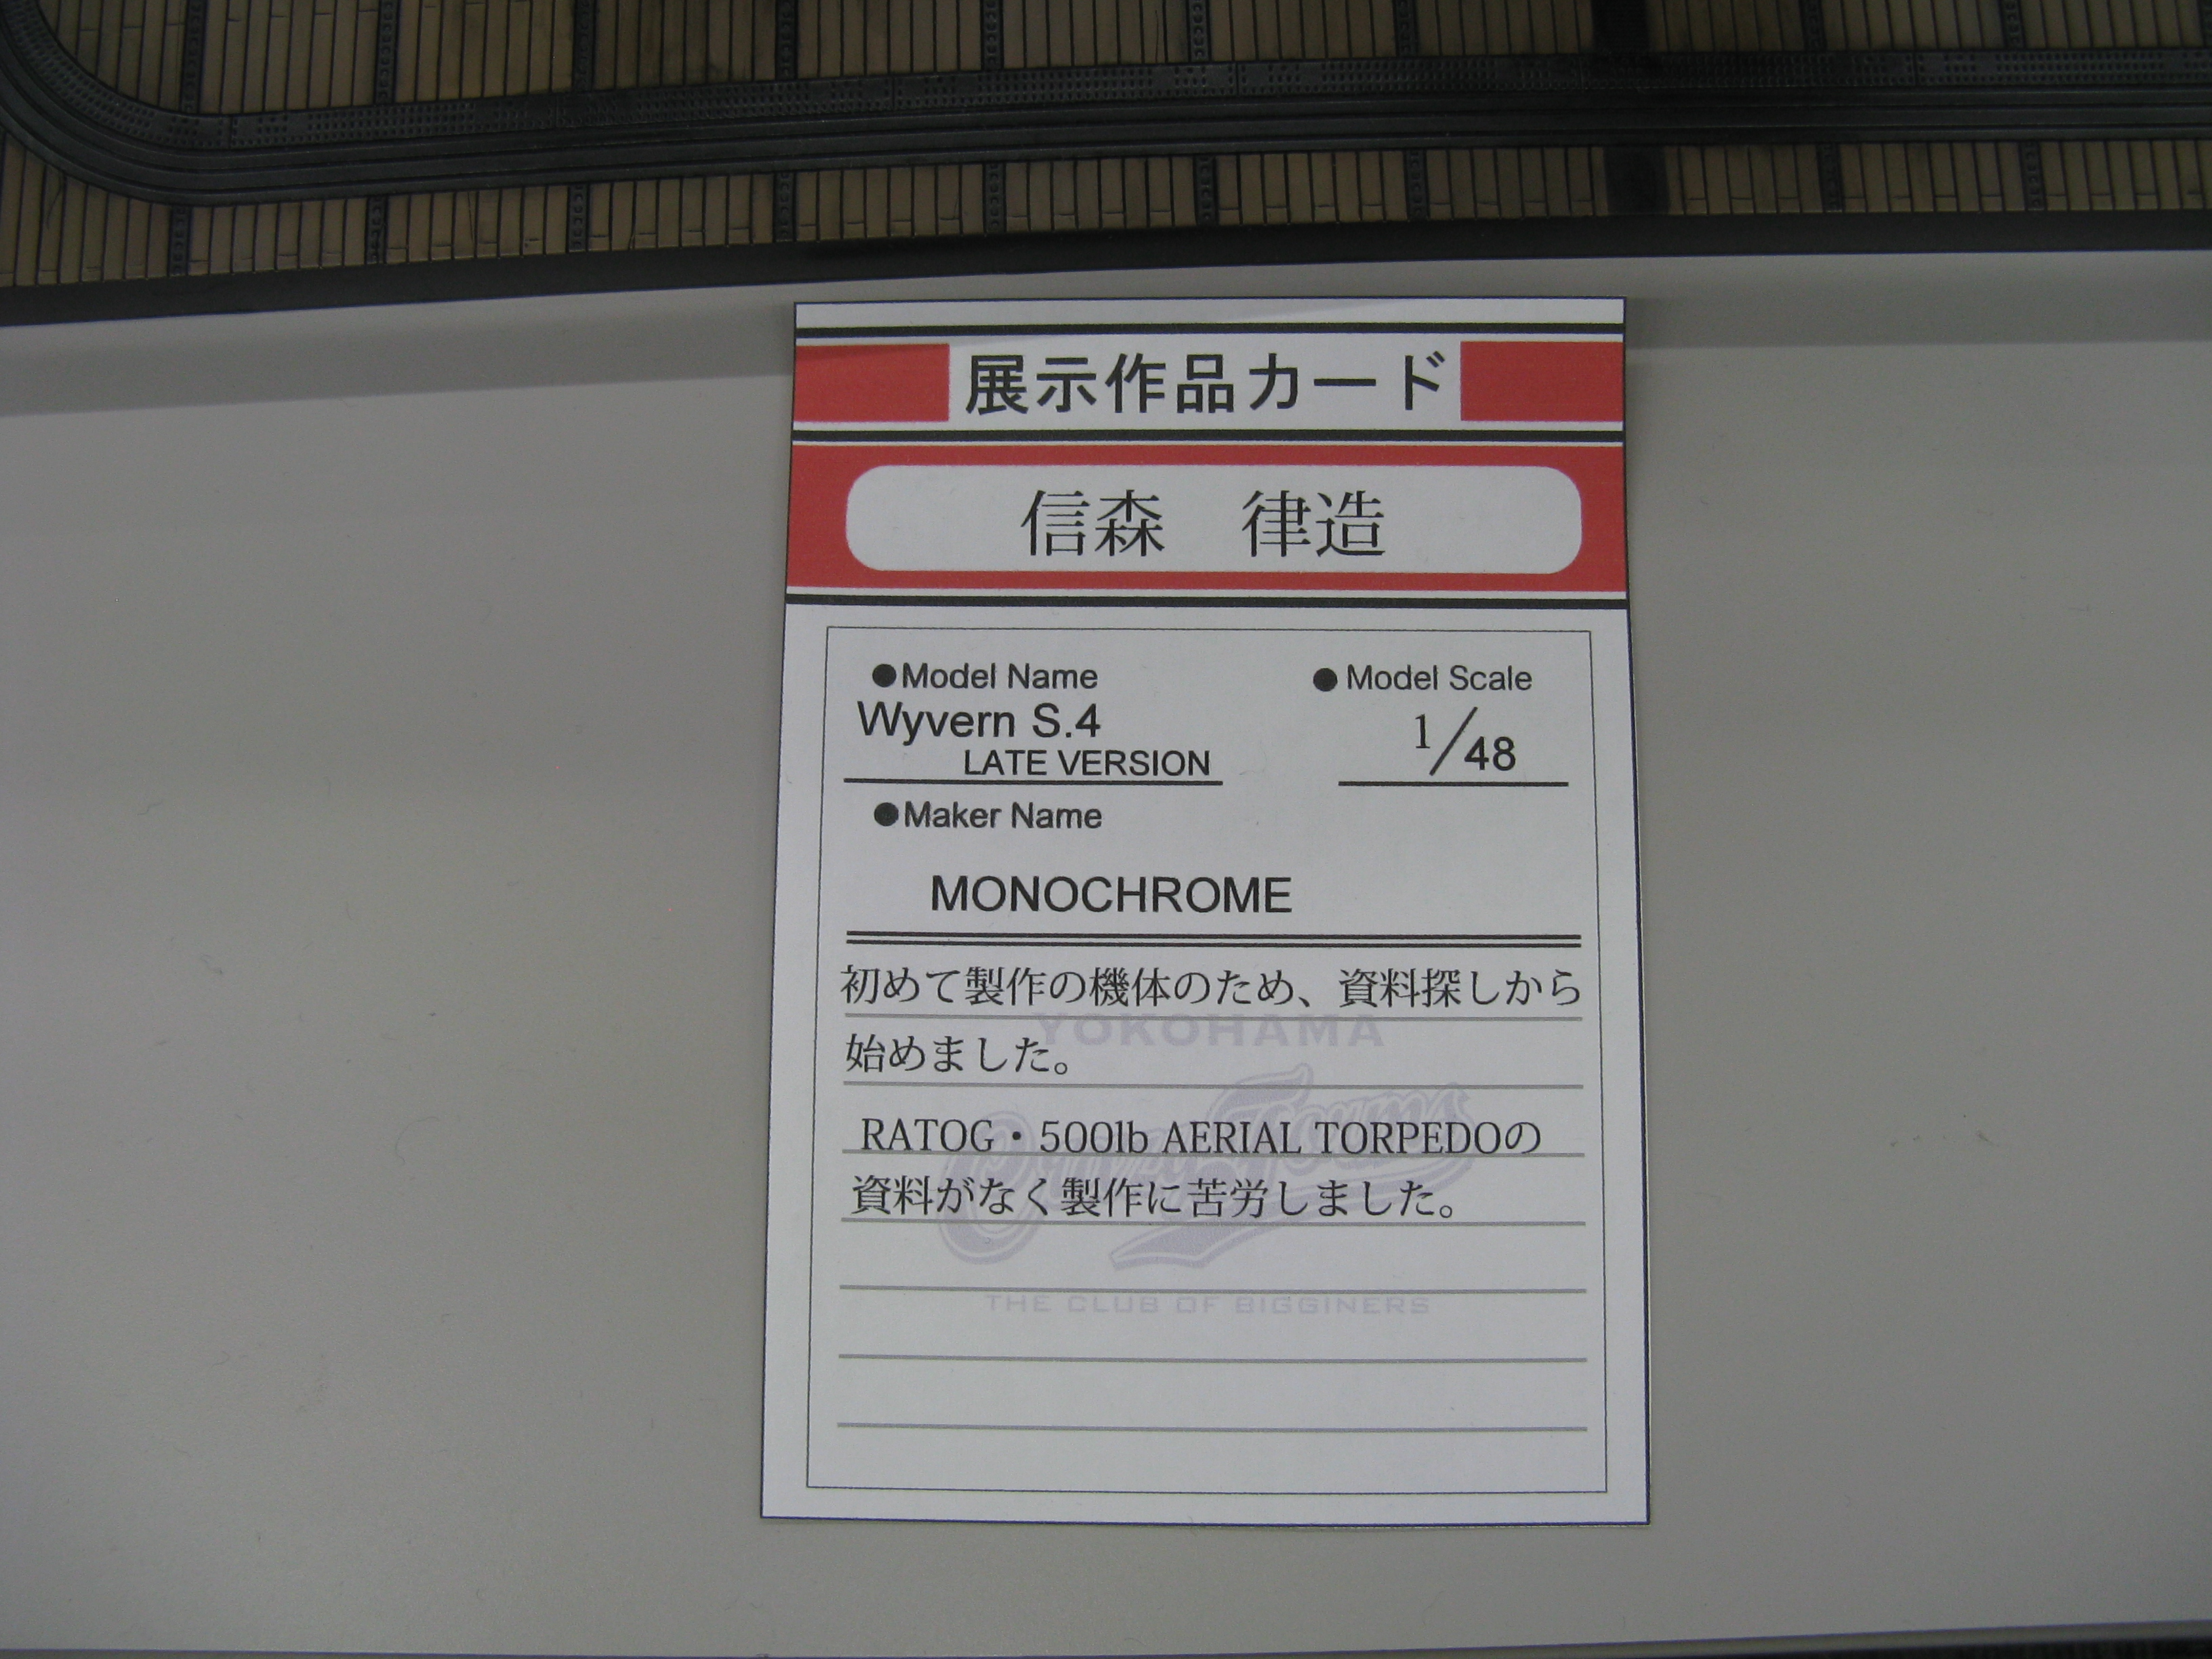 展示作品カード
信森　律造
●Model Name
● Model Scale
Wyvern S.4
LATE VERSION
1/48
●Maker Name
MONOCHROME
初めて製作の機体のため、資料探しから
YOKOHAMA
始めました。
RATOG・500lb AERIAL TORPEDOの
資料がなく製作に苦労しました。
THE CLUB OF BIGGINERS